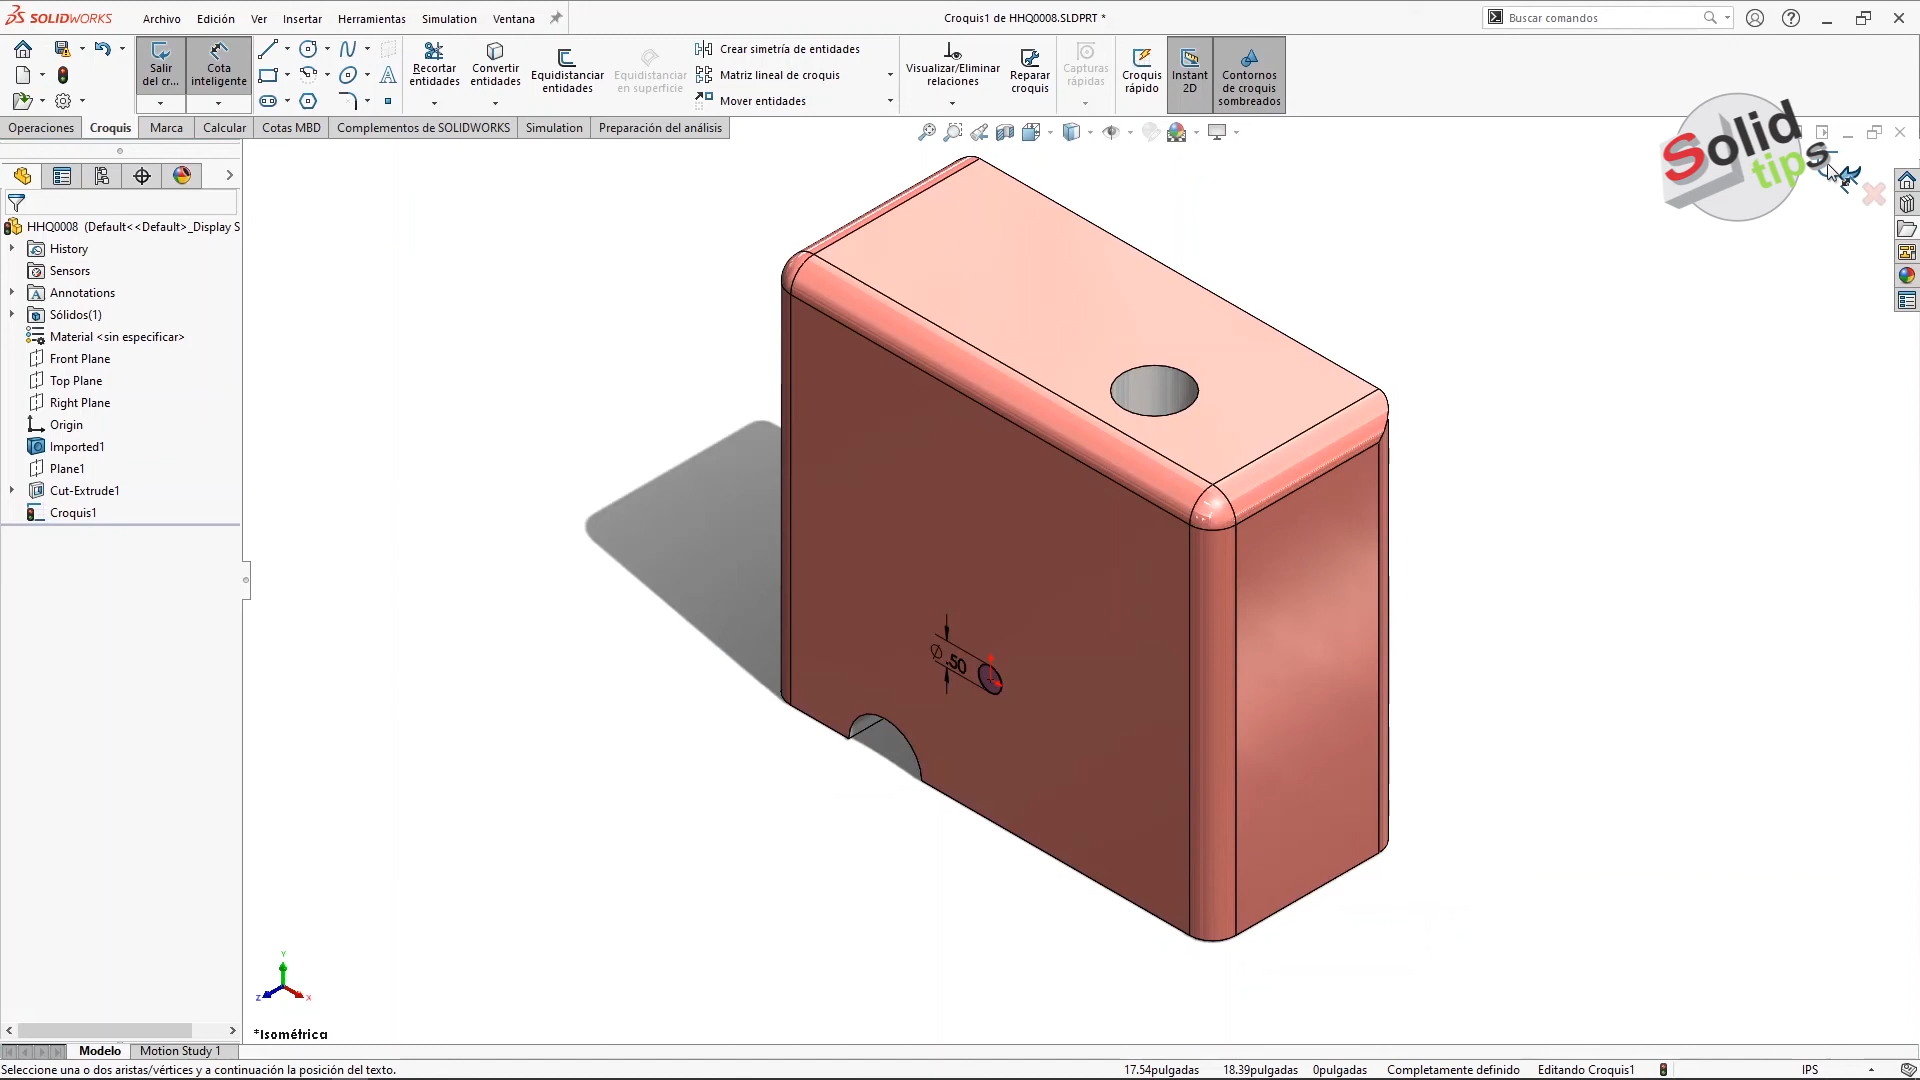 SOLIDWORKS
Archivo
Edición
Ver
Insertar
Herramientas
Simulation
Ventana
Croquis1 de HHQ0008.SLDPRT *
Buscar comandos
Salir
del cr...
Cota
inteligente
Recortar
entidades
Convertir
entidades
Equidistanciar
entidades
Equidistanciar
en superficie
Crear simetría de entidades
Matriz lineal de croquis
Mover entidades
Visualizar/Eliminar
relaciones
Reparar
croquis
Capturas
rápidas
Croquis
rápido
Instant
2D
Contornos
de croquis
sombreados
Operaciones
Croquis
Marca
Calcular
Cotas MBD
Complementos de SOLIDWORKS
Simulation
Preparación del análisis
Solid
tips
HHQ0008 (Default<<Default>_Display S
History
Sensors
Annotations
Sólidos(1)
Material <sin especificar>
Front Plane
Top Plane
Right Plane
Origin
Imported1
Plane1
Cut-Extrude1
Croquis1
Ø .50
Y
Z
X
*Isométrica
Modelo
Motion Study 1
Seleccione una o dos aristas/vértices y a continuación la posición del texto.
17.54pulgadas
18.39pulgadas
0pulgadas
Completamente definido
Editando Croquis1
IPS